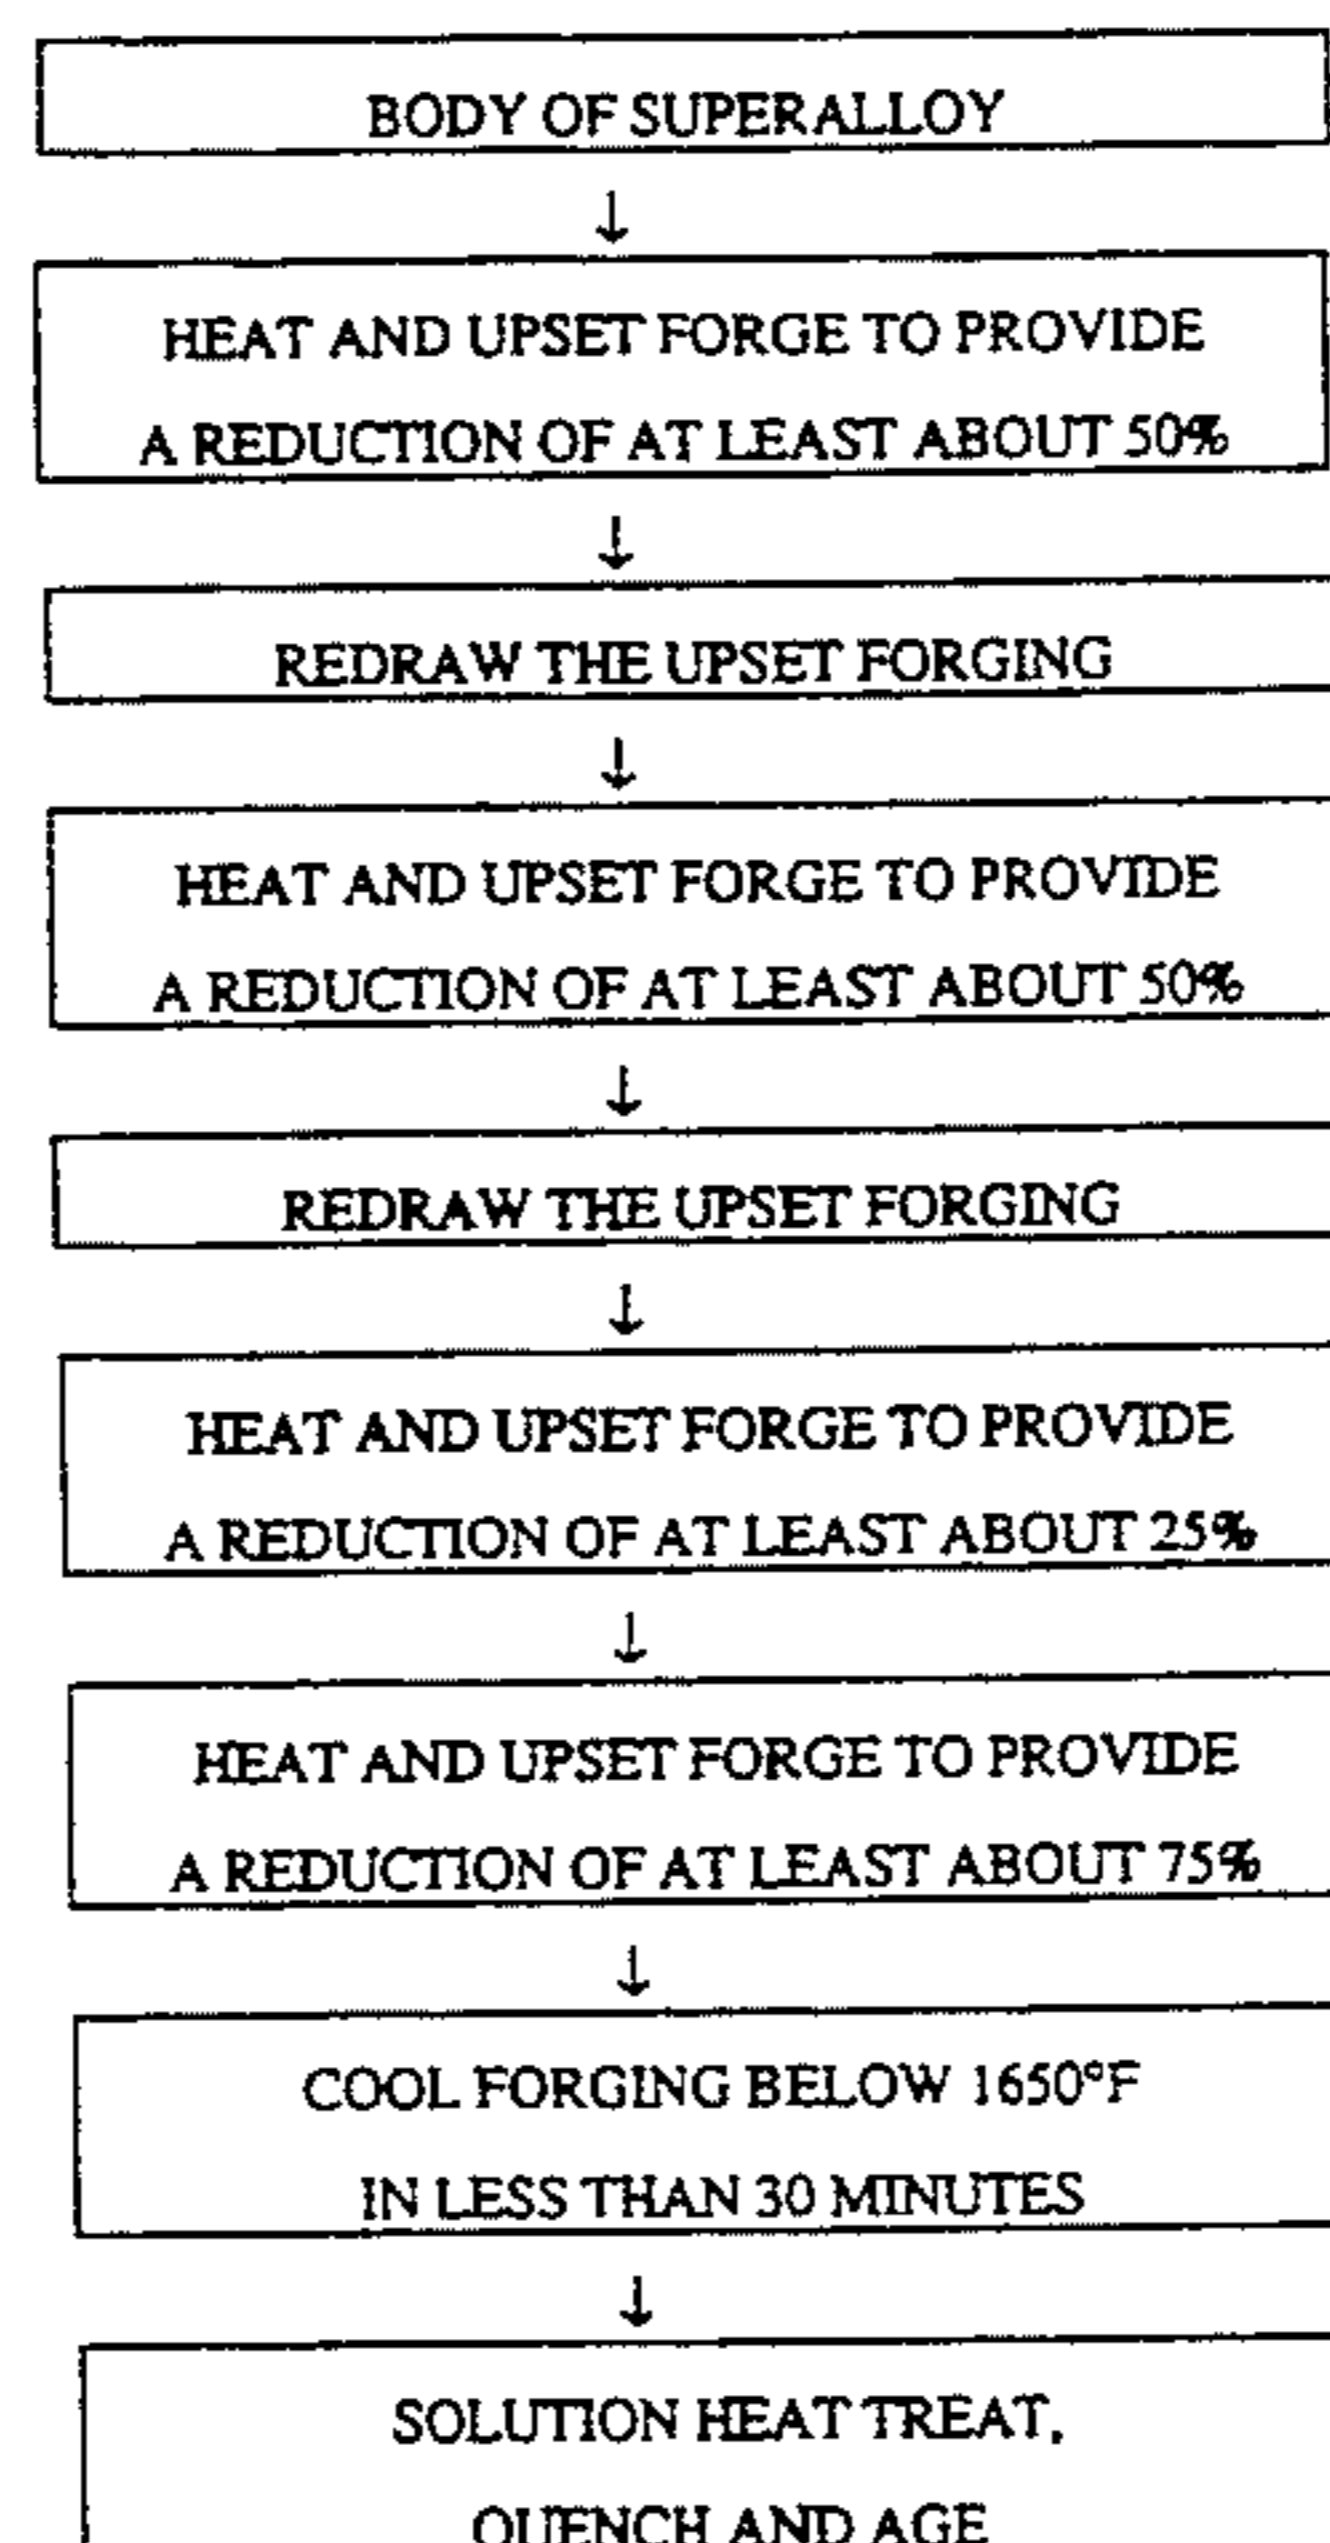 BODY OF SUPERALLOY
↓
HEAT AND UPSET FORGE TO PROVIDE
A REDUCTION OF AT LEAST ABOUT 50%
↓
REDRAW THE UPSET FORGING
↓
HEAT AND UPSET FORGE TO PROVIDE
A REDUCTION OF AT LEAST ABOUT 50%
↓
REDRAW THE UPSET FORGING
↓
HEAT AND UPSET FORGE TO PROVIDE
A REDUCTION OF AT LEAST ABOUT 25%
↓
HEAT AND UPSET FORGE TO PROVIDE
A REDUCTION OF AT LEAST ABOUT 75%
↓
COOL FORGING BELOW 1650°F
IN LESS THAN 30 MINUTES
↓
SOLUTION HEAT TREAT,
QUENCH AND AGE